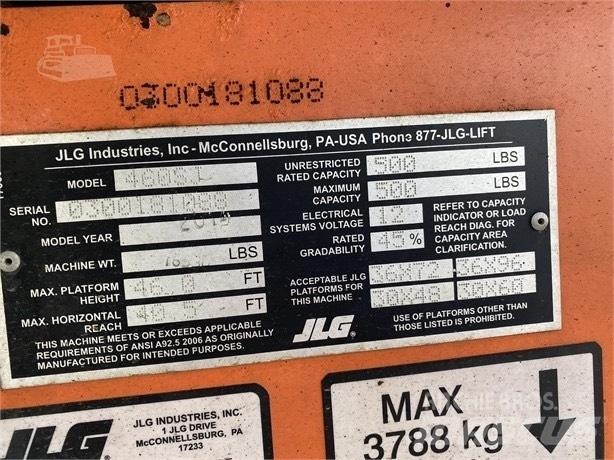 0300181088
JLG Industries, Inc - McConnellsburg, PA-USA Phone 877-JLG-LIFT
MODEL 460SJ
SERIAL NO. 0300181088
MODEL YEAR
MACHINE WT. LBS
MAX. PLATFORM HEIGHT 46.0 FT
MAX. HORIZONTAL REACH 40.5 FT
THIS MACHINE MEETS OR EXCEEDS APPLICABLE
REQUIREMENTS OF ANSI A92.5 2006 AS ORIGINALLY
MANUFACTURED FOR INTENDED PURPOSES.
UNRESTRICTED RATED CAPACITY 500 LBS
MAXIMUM CAPACITY 500 LBS
ELECTRICAL SYSTEMS VOLTAGE 12
RATED GRADABILITY 45 %
REFER TO CAPACITY
INDICATOR OR LOAD
REACH DIAG. FOR
CAPACITY AREA
CLARIFICATION.
ACCEPTABLE JLG
PLATFORMS FOR
THIS MACHINE
36X72 36X96
30X48 30X60
JLG
USE OF PLATFORMS OTHER THAN
THOSE LISTED IS PROHIBITED.
JLG
JLG INDUSTRIES, INC.
1 JLG DRIVE
McCONNELLSBURG, PA
17233
MAX
3788 kg